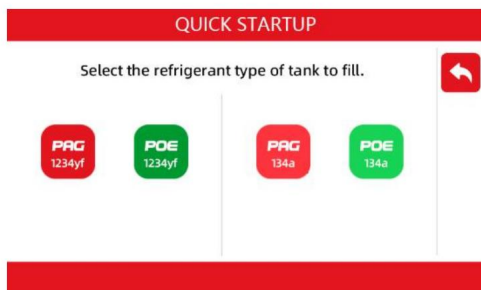 QUICK STARTUP
Select the refrigerant type of tank to fill.
PAG
1234yf
POE
1234yf
PAG
134a
POE
134a